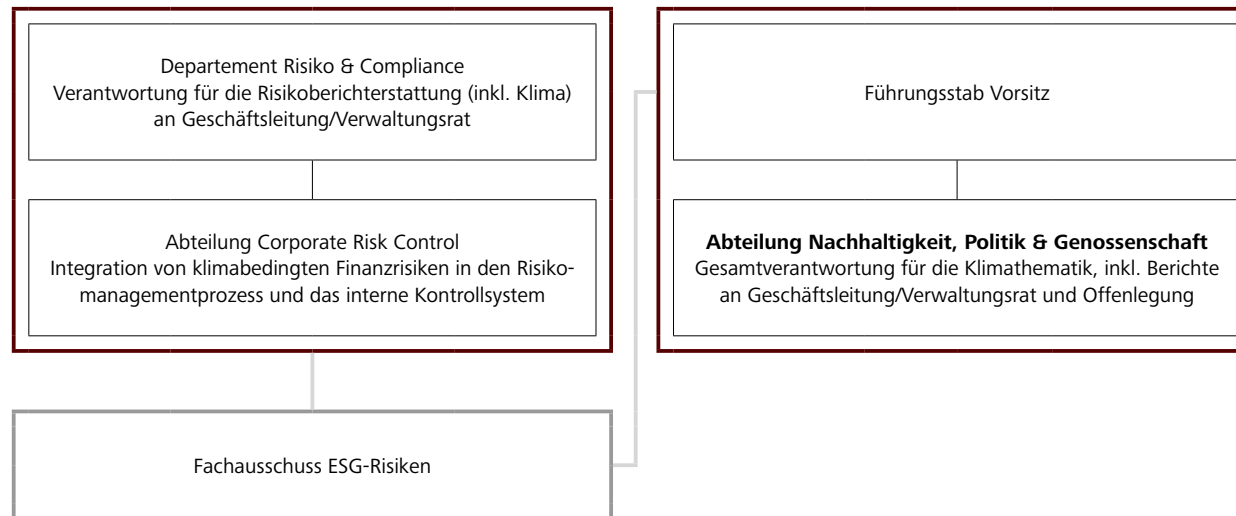 Departement Risiko & Compliance
Verantwortung für die Risikoberichterstattung (inkl. Klima)
an Geschäftsleitung/Verwaltungsrat
Abteilung Corporate Risk Control
Integration von klimabedingten Finanzrisiken in den Risiko-
managementprozess und das interne Kontrollsystem
Führungsstab Vorsitz
Abteilung Nachhaltigkeit, Politik & Genossenschaft
Gesamtverantwortung für die Klimathematik, inkl. Berichte
an Geschäftsleitung/Verwaltungsrat und Offenlegung
Fachausschuss ESG-Risiken